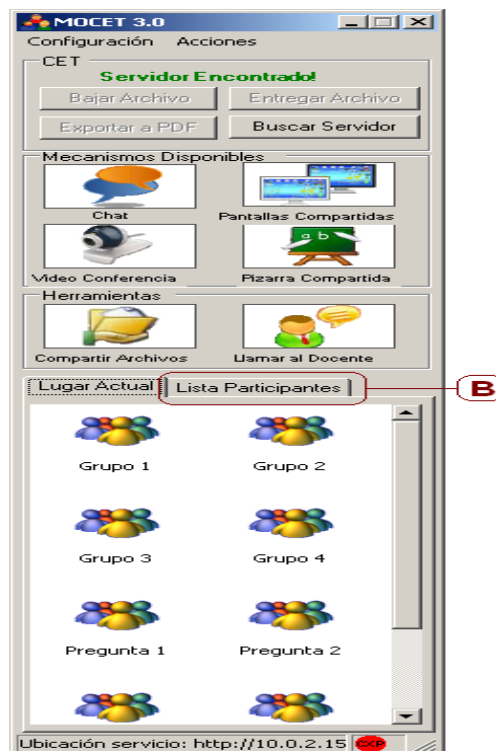 MOCET 3.0
Configuración Acciones
CET
Servidor Encontrado!
Bajar Archivo Entregar Archivo
Exportar a PDF Buscar Servidor
Mecanismos Disponibles
Chat Pantallas Compartidas
a b
Video Conferencia Pizarra Compartida
Herramientas
Compartir Archivos Llamar al Docente
Lugar Actual Lista Participantes B
Grupo 1 Grupo 2
Grupo 3 Grupo 4
Pregunta 1 Pregunta 2
Ubicación servicio: http://10.0.2.15